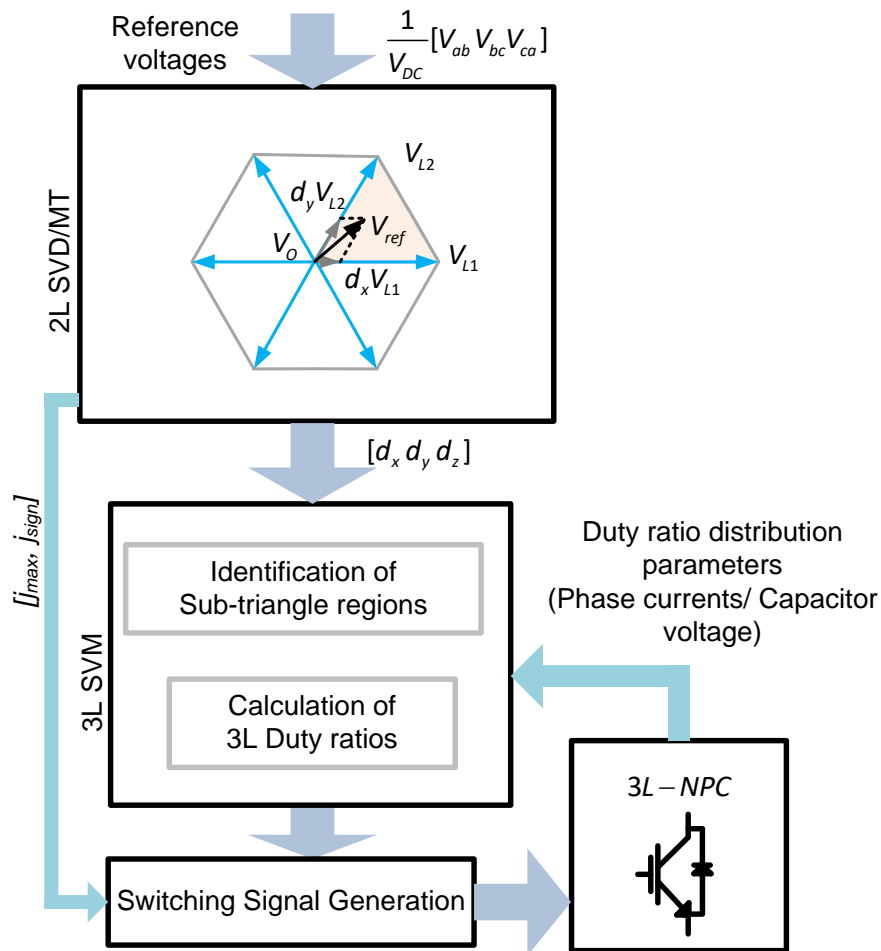 Reference
voltages
1/V_DC [V_ab V_bc V_ca]
2L SVD/MT
V_L2
d_y V_L2
V_ref
V_O
V_L1
d_x V_L1
[d_x d_y d_z]
[j_max, j_sign]
3L SVM
Identification of
Sub-triangle regions
Calculation of
3L Duty ratios
Duty ratio distribution
parameters
(Phase currents/ Capacitor
voltage)
3L-NPC
Switching Signal Generation